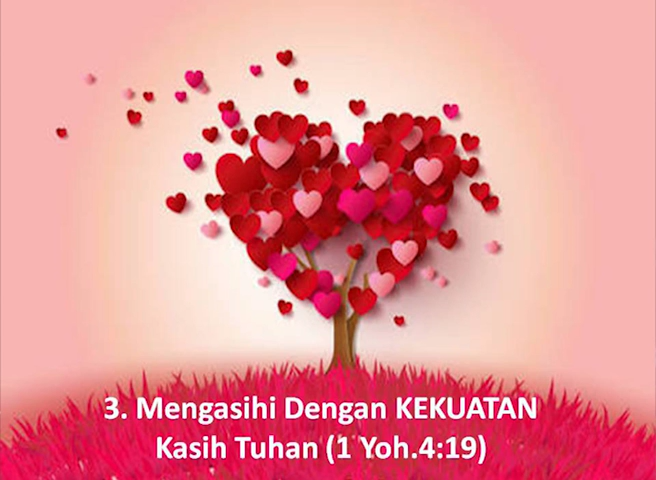 3. Mengasihi Dengan KEKUATAN
Kasih Tuhan (1 Yoh.4:19)